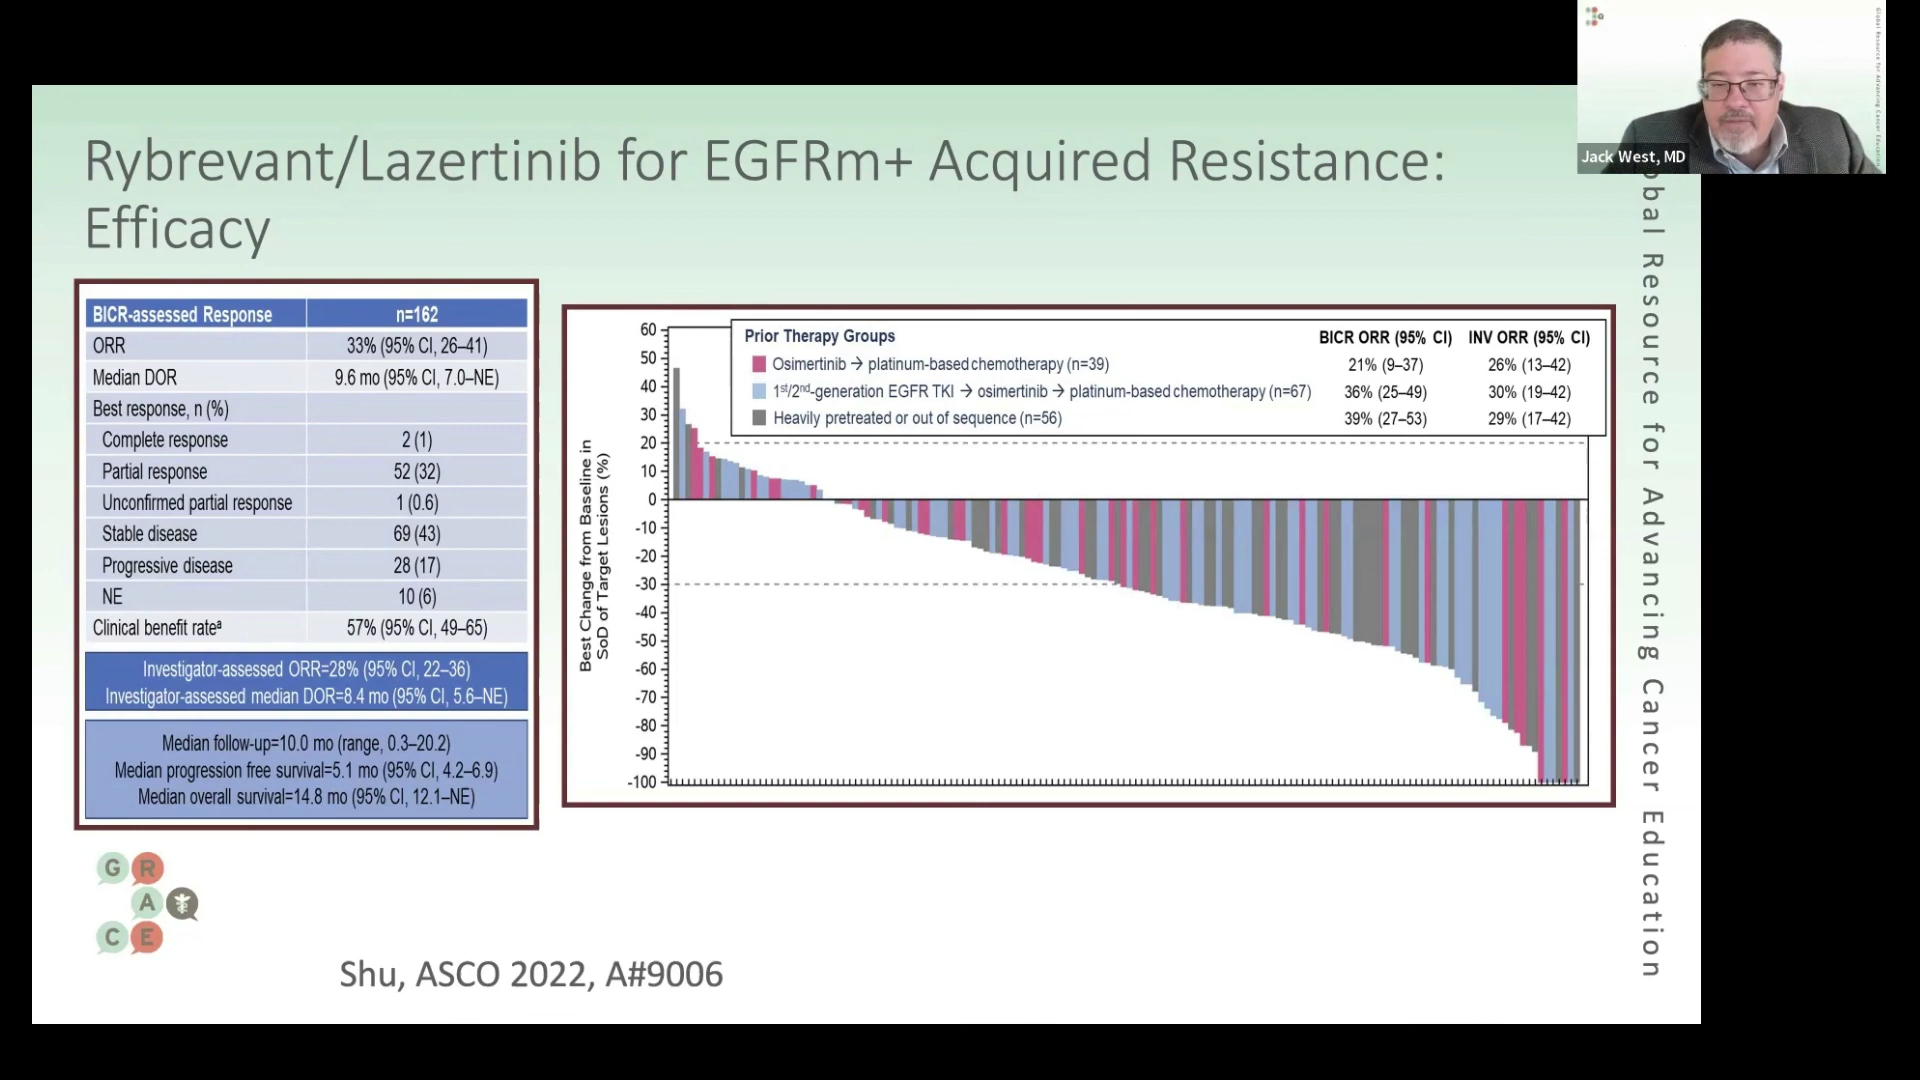 Jack West, MD
Global Resource for Advancing Cancer Education
Rybrevant/Lazertinib for EGFRm+ Acquired Resistance:
Efficacy
BICR-assessed Response n=162
ORR 33% (95% CI, 26–41)
Median DOR 9.6 mo (95% CI, 7.0–NE)
Best response, n (%)
Complete response 2 (1)
Partial response 52 (32)
Unconfirmed partial response 1 (0.6)
Stable disease 69 (43)
Progressive disease 28 (17)
NE 10 (6)
Clinical benefit rateᵃ 57% (95% CI, 49–65)
Investigator-assessed ORR=28% (95% CI, 22–36)
Investigator-assessed median DOR=8.4 mo (95% CI, 5.6–NE)
Median follow-up=10.0 mo (range, 0.3–20.2)
Median progression free survival=5.1 mo (95% CI, 4.2–6.9)
Median overall survival=14.8 mo (95% CI, 12.1–NE)
Prior Therapy Groups BICR ORR (95% CI) INV ORR (95% CI)
Osimertinib → platinum-based chemotherapy (n=39) 21% (9–37) 26% (13–42)
1st/2nd-generation EGFR TKI → osimertinib → platinum-based chemotherapy (n=67) 36% (25–49) 30% (19–42)
Heavily pretreated or out of sequence (n=56) 39% (27–53) 29% (17–42)
Best Change from Baseline in
SoD of Target Lesions (%)
60
50
40
30
20
10
0
-10
-20
-30
-40
-50
-60
-70
-80
-90
-100
G R
A
C E
Shu, ASCO 2022, A#9006
obal Resource for Advancing Cancer Education